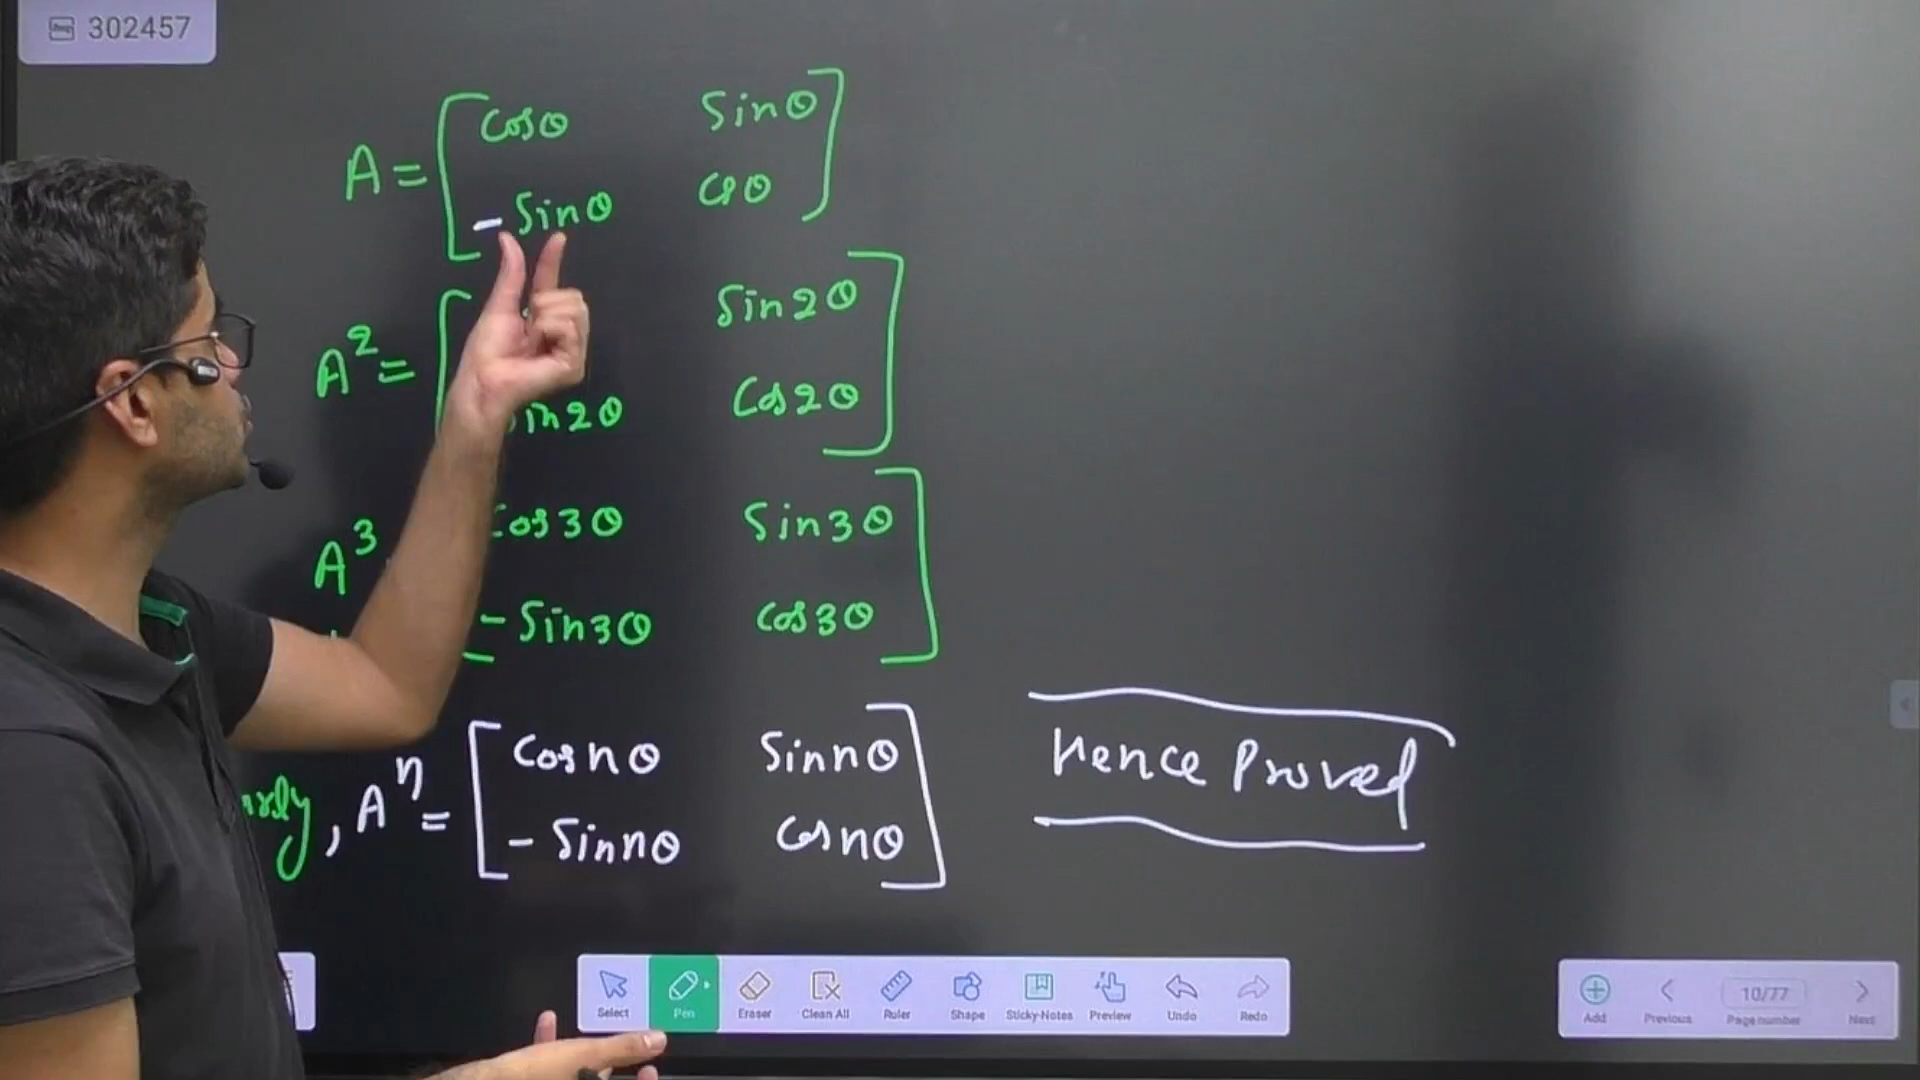 302457
A = [ cosθ sinθ
- sinθ cosθ ]
A² = [ sin2θ
sin2θ cos2θ ]
A³ cos3θ sin3θ
- sin3θ cos3θ ]
, Aⁿ = [ cosnθ sinnθ
- sinnθ cosnθ ]
Hence Proved
Select Pen Eraser Clean All Ruler Shape Sticky-Notes Preview Undo Redo
Add Previous 10/77 Page number Next